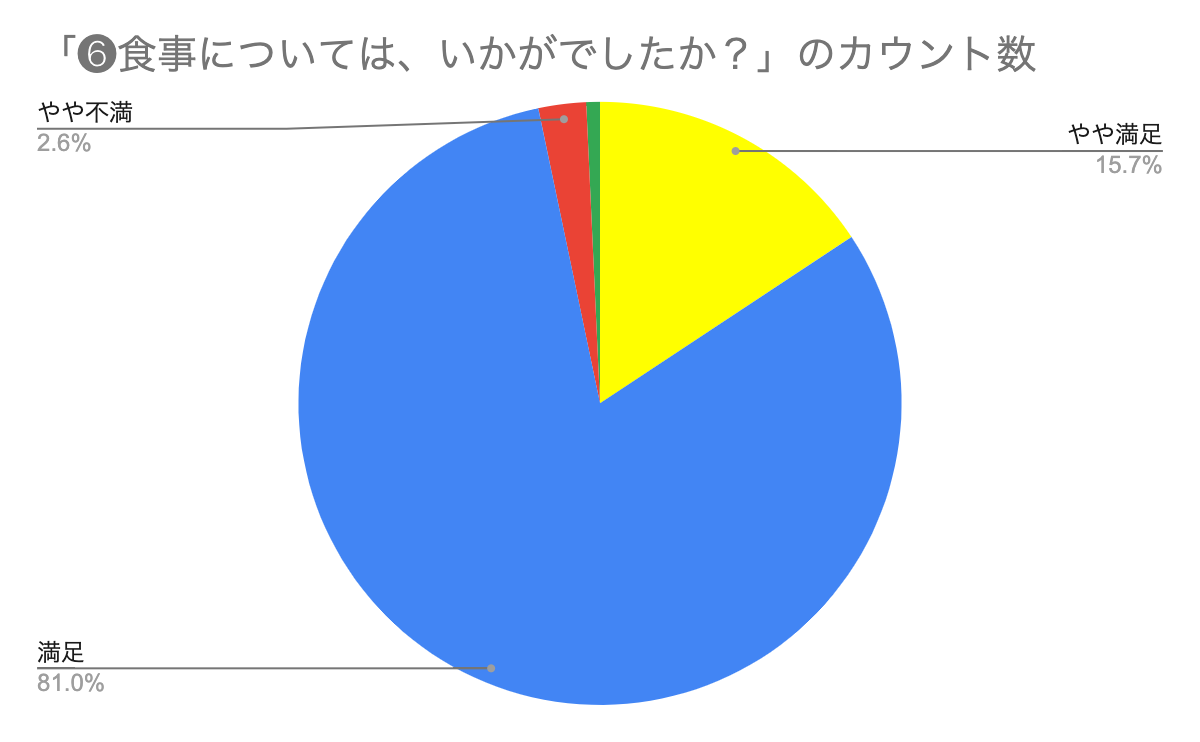 「❻食事については、いかがでしたか？」のカウント数
やや不満
2.6%
やや満足
15.7%
満足
81.0%